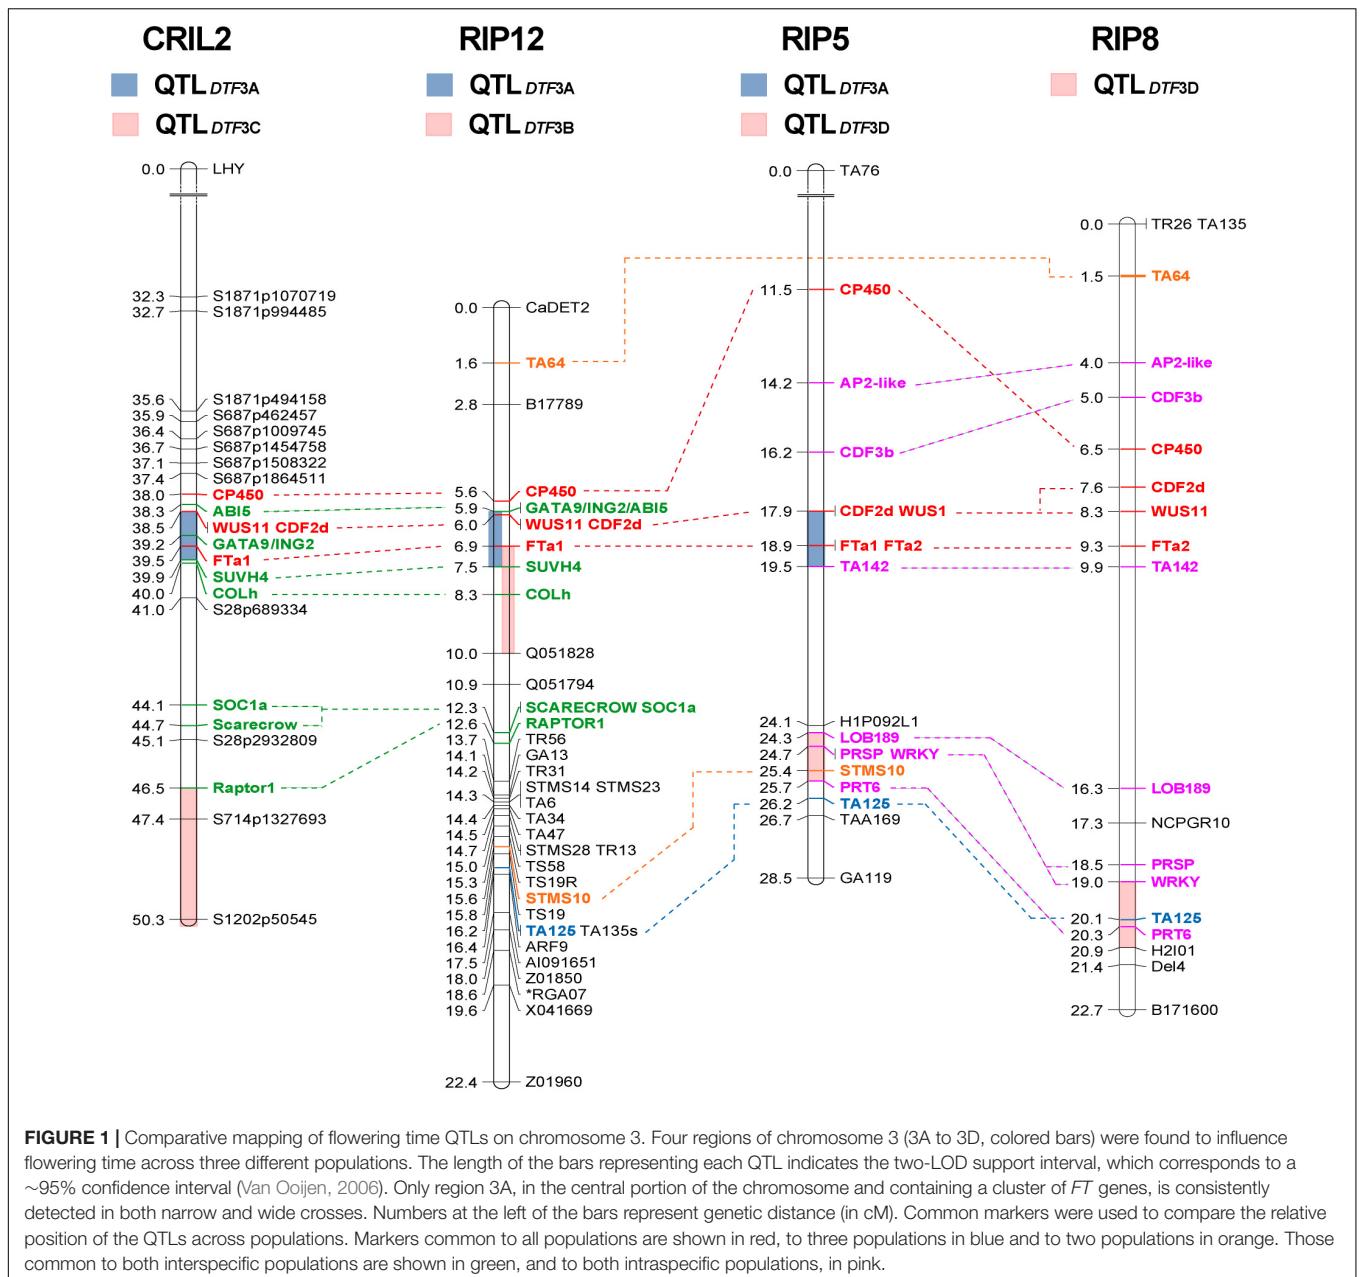 CRIL2
QTL DTF3A
QTL DTF3C
0.0 LHY
32.3 S1871p1070719
32.7 S1871p994485
35.6 S1871p494158
35.9 S687p462457
36.4 S687p1009745
36.7 S687p1454758
37.1 S687p1508322
37.4 S687p1864511
38.0 CP450
38.3 ABI5
38.5 WUS11 CDF2d
39.2 GATA9/ING2
39.5 FTa1
39.9 SUVH4
40.0 COLh
41.0 S28p689334
44.1 SOC1a
44.7 Scarecrow
45.1 S28p2932809
46.5 Raptor1
47.4 S714p1327693
50.3 S1202p50545
RIP12
QTL DTF3A
QTL DTF3B
0.0 CaDET2
1.6 TA64
2.8 B17789
5.6 CP450
5.9 GATA9/ING2/ABI5
6.0 WUS11 CDF2d
6.9 FTa1
7.5 SUVH4
8.3 COLh
10.0 Q051828
10.9 Q051794
12.3 SCARECROW SOC1a
12.6 RAPTOR1
13.7 TR56
14.1 GA13
14.2 TR31
STMS14 STMS23
14.3 TA6
14.4 TA34
14.5 TA47
14.7 STMS28 TR13
15.0 TS58
15.3 TS19R
15.6 STMS10
15.8 TS19
16.2 TA125 TA135s
16.4 ARF9
17.5 AI091651
18.0 Z01850
18.6 *RGA07
19.6 X041669
22.4 Z01960
RIP5
QTL DTF3A
QTL DTF3D
0.0 TA76
11.5 CP450
14.2 AP2-like
16.2 CDF3b
17.9 CDF2d WUS1
18.9 FTa1 FTa2
19.5 TA142
24.1 H1P092L1
24.3 LOB189
24.7 PRSP WRKY
25.4 STMS10
25.7 PRT6
26.2 TA125
26.7 TAA169
28.5 GA119
RIP8
QTL DTF3D
0.0 TR26 TA135
1.5 TA64
4.0 AP2-like
5.0 CDF3b
6.5 CP450
7.6 CDF2d
8.3 WUS11
9.3 FTa2
9.9 TA142
16.3 LOB189
17.3 NCPGR10
18.5 PRSP
19.0 WRKY
20.1 TA125
20.3 PRT6
20.9 H2I01
21.4 Del4
22.7 B171600
FIGURE 1 | Comparative mapping of flowering time QTLs on chromosome 3. Four regions of chromosome 3 (3A to 3D, colored bars) were found to influence
flowering time across three different populations. The length of the bars representing each QTL indicates the two-LOD support interval, which corresponds to a
∼95% confidence interval (Van Ooijen, 2006). Only region 3A, in the central portion of the chromosome and containing a cluster of FT genes, is consistently
detected in both narrow and wide crosses. Numbers at the left of the bars represent genetic distance (in cM). Common markers were used to compare the relative
position of the QTLs across populations. Markers common to all populations are shown in red, to three populations in blue and to two populations in orange. Those
common to both interspecific populations are shown in green, and to both intraspecific populations, in pink.